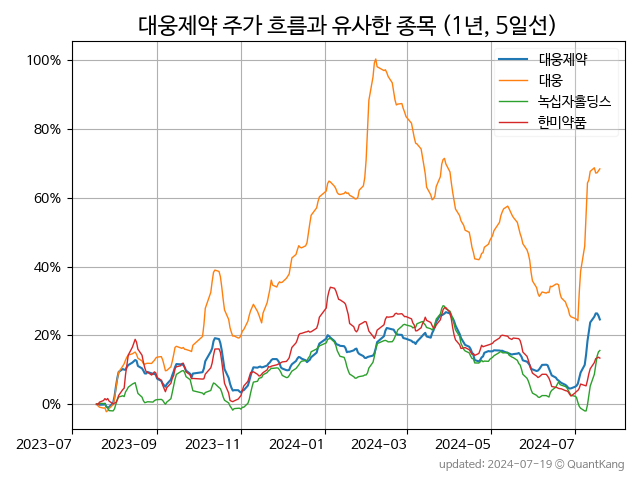 대웅제약 주가 흐름과 유사한 종목 (1년, 5일선)
대웅제약
대웅
녹십자홀딩스
한미약품
100%
80%
60%
40%
20%
0%
2023-07 2023-09 2023-11 2024-01 2024-03 2024-05 2024-07
updated: 2024-07-19 © QuantKang